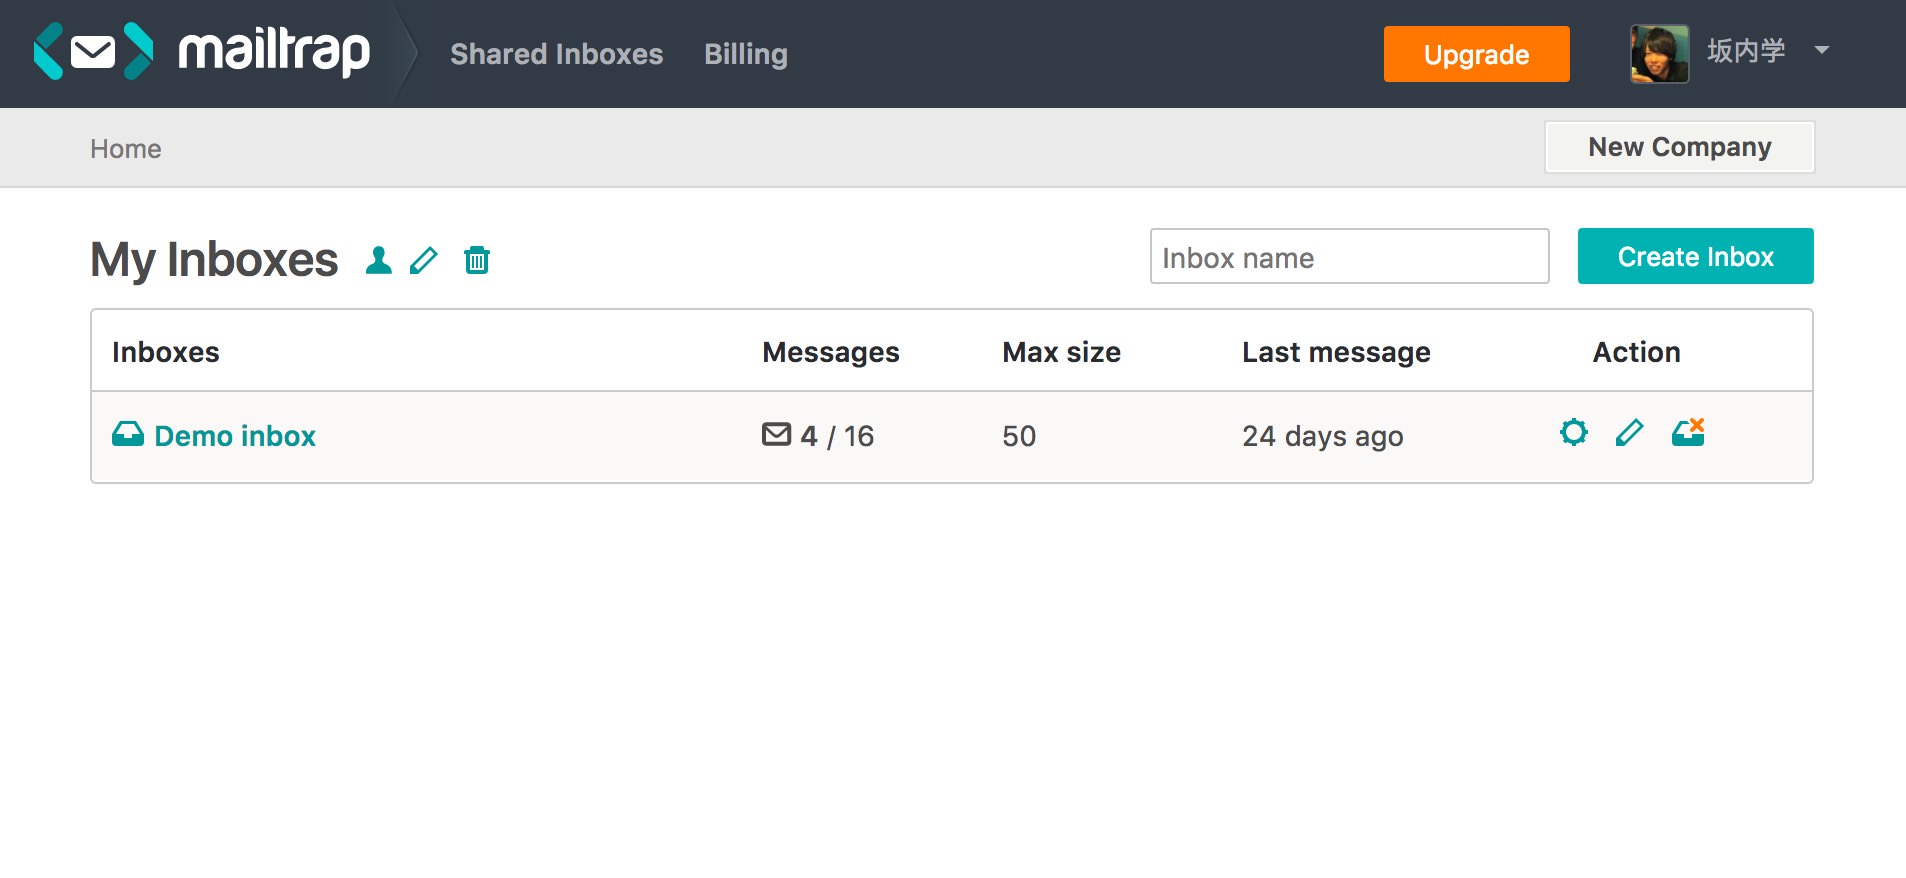 mailtrap Shared Inboxes Billing Upgrade 坂内学
Home New Company
My Inboxes Inbox name Create Inbox
Inboxes Messages Max size Last message Action
Demo inbox 4 / 16 50 24 days ago